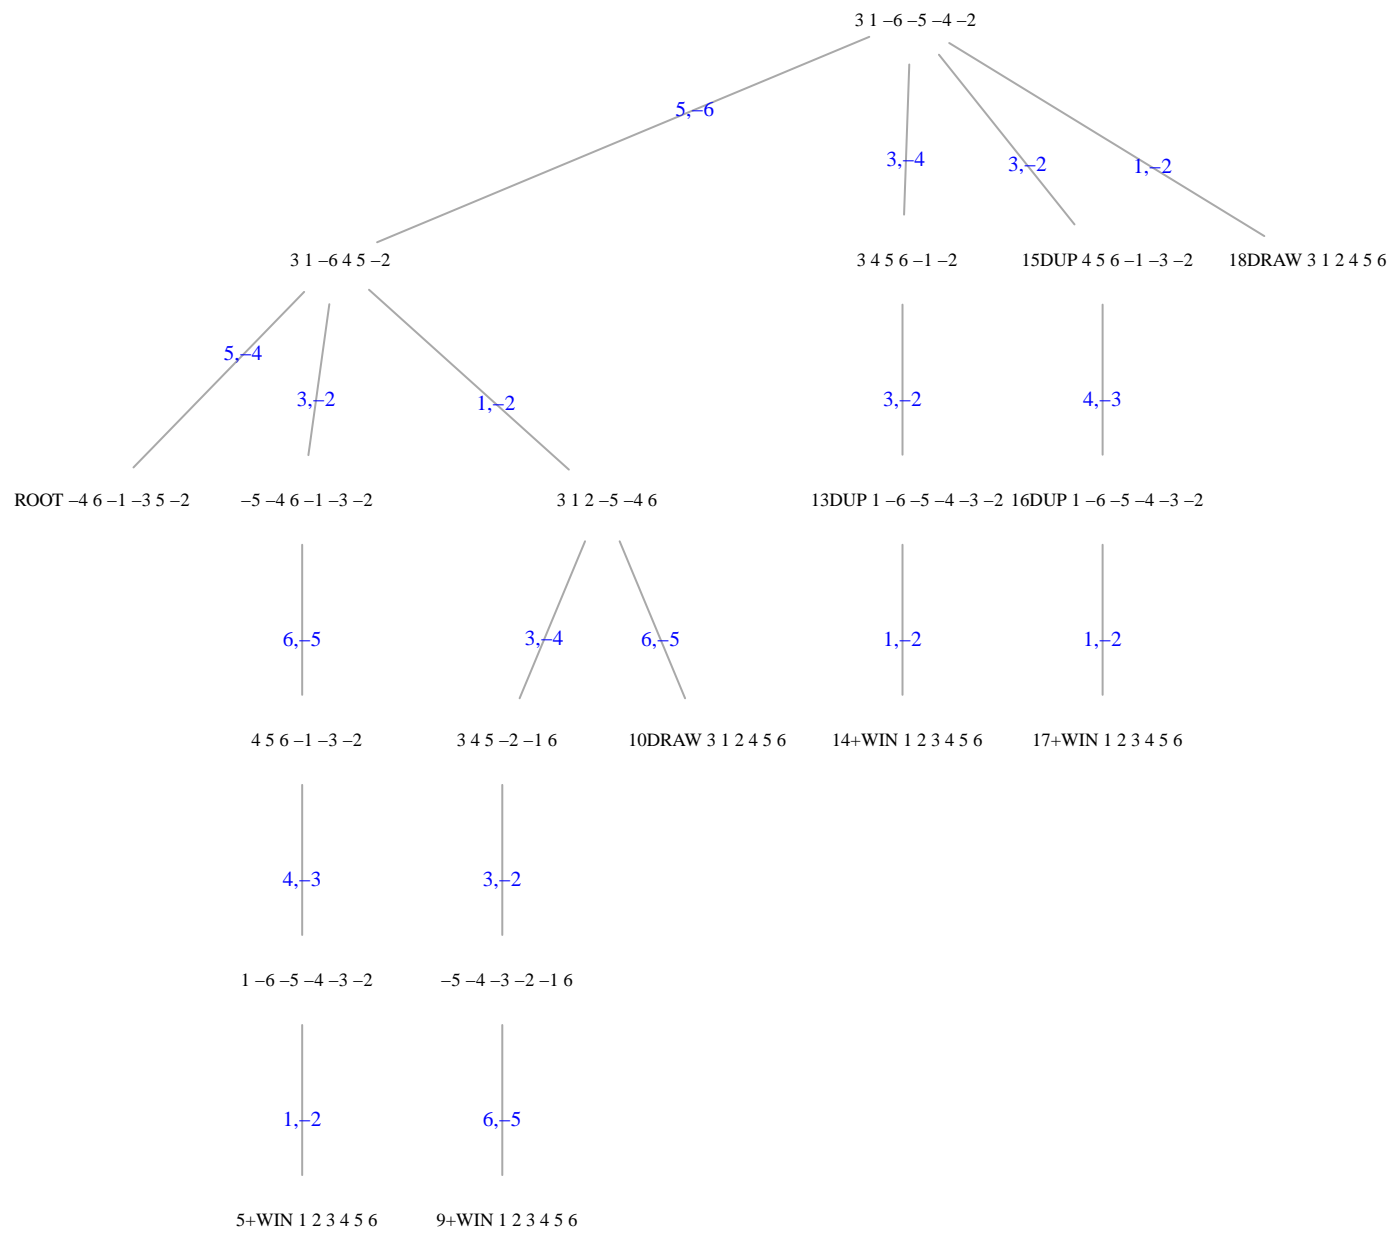 3 1 –6 –5 –4 –2
5,–6
3,–4
3,–2
1,–2
3 1 –6 4 5 –2
3 4 5 6 –1 –2
15DUP 4 5 6 –1 –3 –2
18DRAW 3 1 2 4 5 6
5,–4
3,–2
1,–2
3,–2
4,–3
ROOT –4 6 –1 –3 5 –2
–5 –4 6 –1 –3 –2
3 1 2 –5 –4 6
13DUP 1 –6 –5 –4 –3 –2
16DUP 1 –6 –5 –4 –3 –2
6,–5
3,–4
6,–5
1,–2
1,–2
4 5 6 –1 –3 –2
3 4 5 –2 –1 6
10DRAW 3 1 2 4 5 6
14+WIN 1 2 3 4 5 6
17+WIN 1 2 3 4 5 6
4,–3
3,–2
1 –6 –5 –4 –3 –2
–5 –4 –3 –2 –1 6
1,–2
6,–5
5+WIN 1 2 3 4 5 6
9+WIN 1 2 3 4 5 6